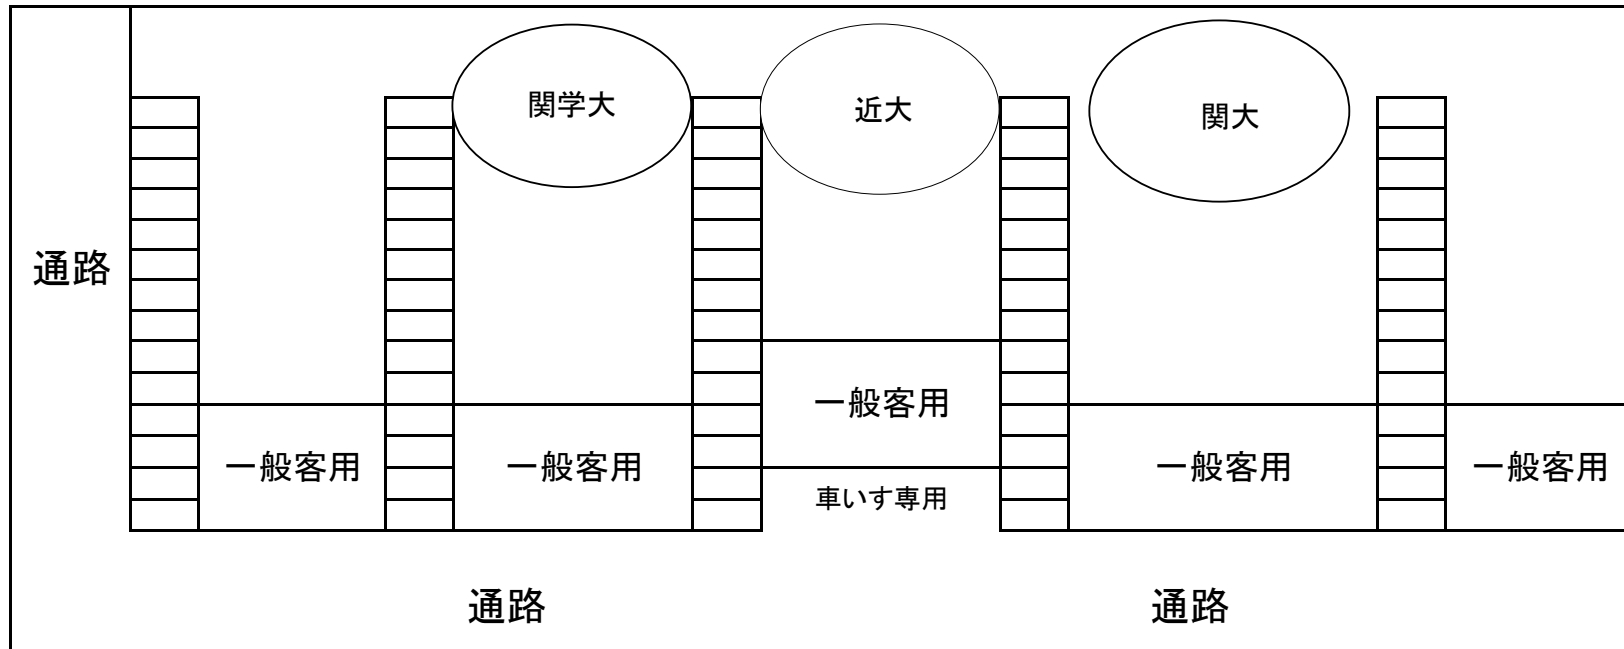 関学大
近大
関大
通路
一般客用
一般客用
一般客用
一般客用
一般客用
車いす専用
通路
通路